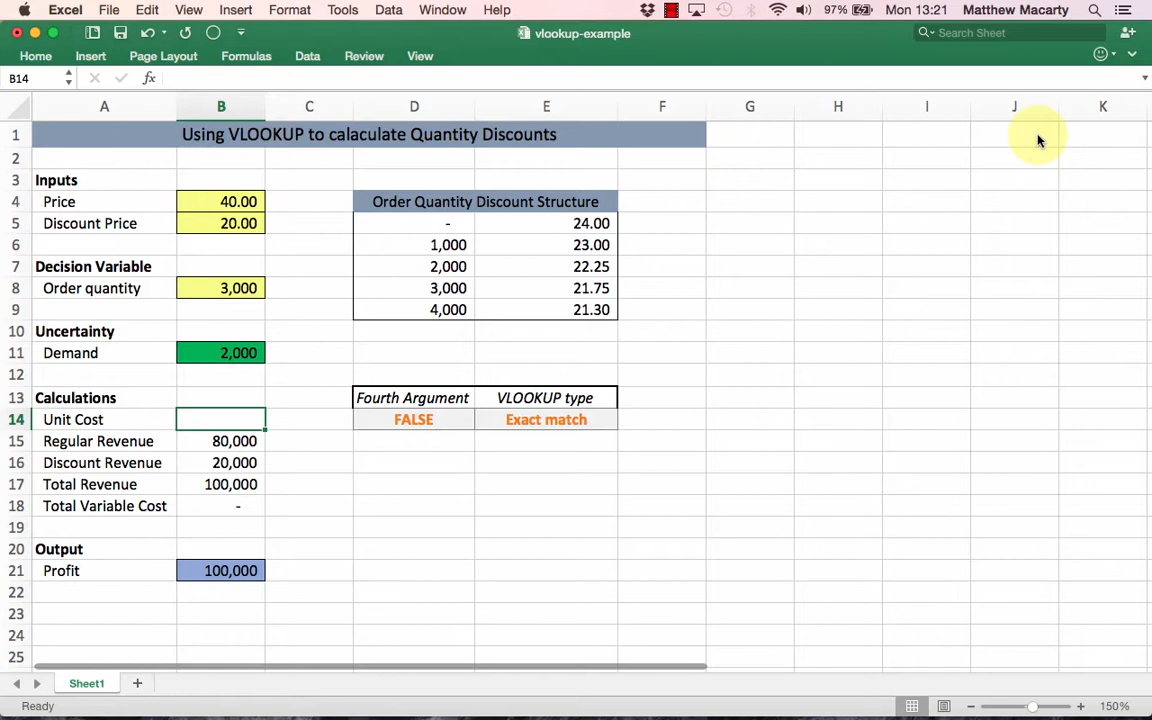 Excel File Edit View Insert Format Tools Data Window Help 97% Mon 13:21 Matthew Macarty
vlookup-example Search Sheet
Home Insert Page Layout Formulas Data Review View
B14 fx
A B C D E F G H I J K
1 Using VLOOKUP to calaculate Quantity Discounts
2
3 Inputs
4 Price 40.00 Order Quantity Discount Structure
5 Discount Price 20.00 - 24.00
6 1,000 23.00
7 Decision Variable 2,000 22.25
8 Order quantity 3,000 3,000 21.75
9 4,000 21.30
10 Uncertainty
11 Demand 2,000
12
13 Calculations Fourth Argument VLOOKUP type
14 Unit Cost FALSE Exact match
15 Regular Revenue 80,000
16 Discount Revenue 20,000
17 Total Revenue 100,000
18 Total Variable Cost -
19
20 Output
21 Profit 100,000
22
23
24
25
Sheet1 +
Ready 150%